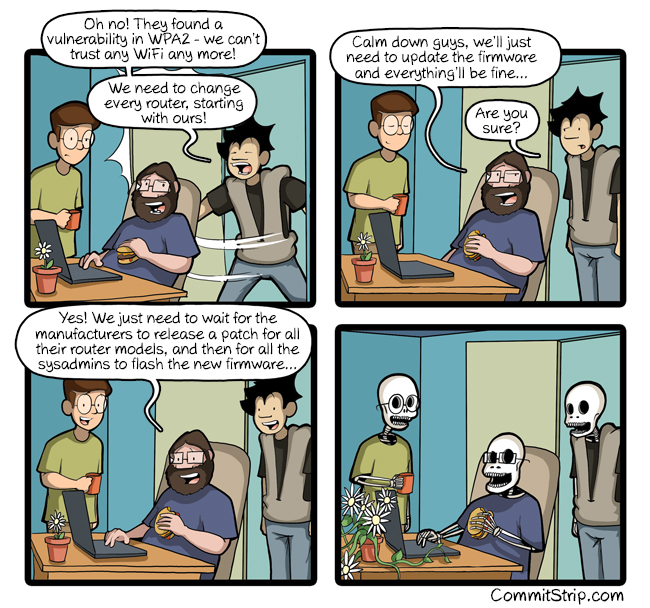 Oh no! They found a
vulnerability in WPA2 - we can't
trust any WiFi any more!
We need to change
every router, starting
with ours!
Calm down guys, we'll just
need to update the firmware
and everything'll be fine...
Are you
sure?
Yes! We just need to wait for the
manufacturers to release a patch for all
their router models, and then for all the
sysadmins to flash the new firmware...
CommitStrip.com